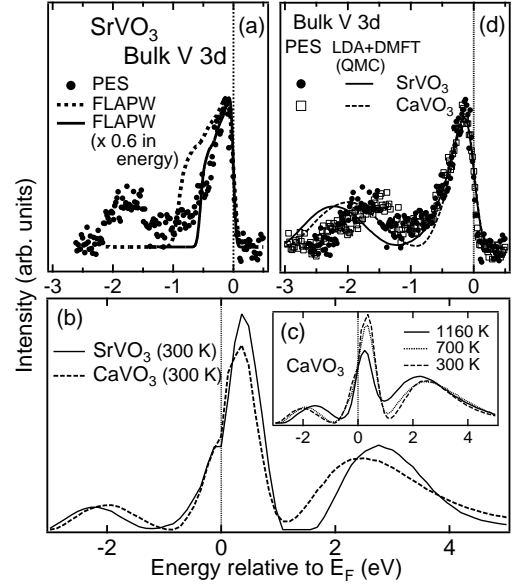 SrVO3
(a)
Bulk V 3d
PES
FLAPW
FLAPW
(x 0.6 in
energy)
-3 -2 -1 0
Bulk V 3d
(d)
PES LDA+DMFT
(QMC)
SrVO3
CaVO3
-3 -2 -1 0
Intensity (arb. units)
(b)
SrVO3 (300 K)
CaVO3 (300 K)
(c)
1160 K
700 K
300 K
CaVO3
0 2 4
-2 0 2 4
Energy relative to EF (eV)